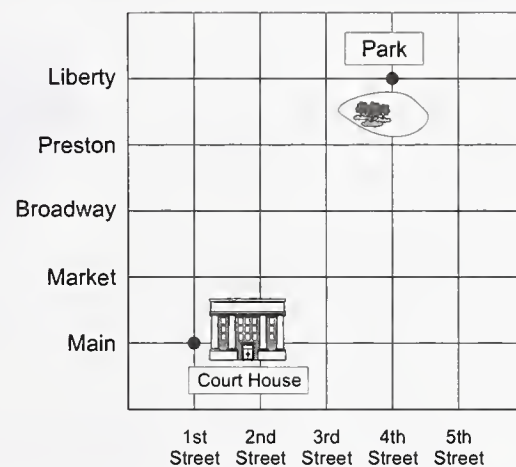 Park
Liberty
Preston
Broadway
Market
Main
Court House
1st 2nd 3rd 4th 5th
Street Street Street Street Street